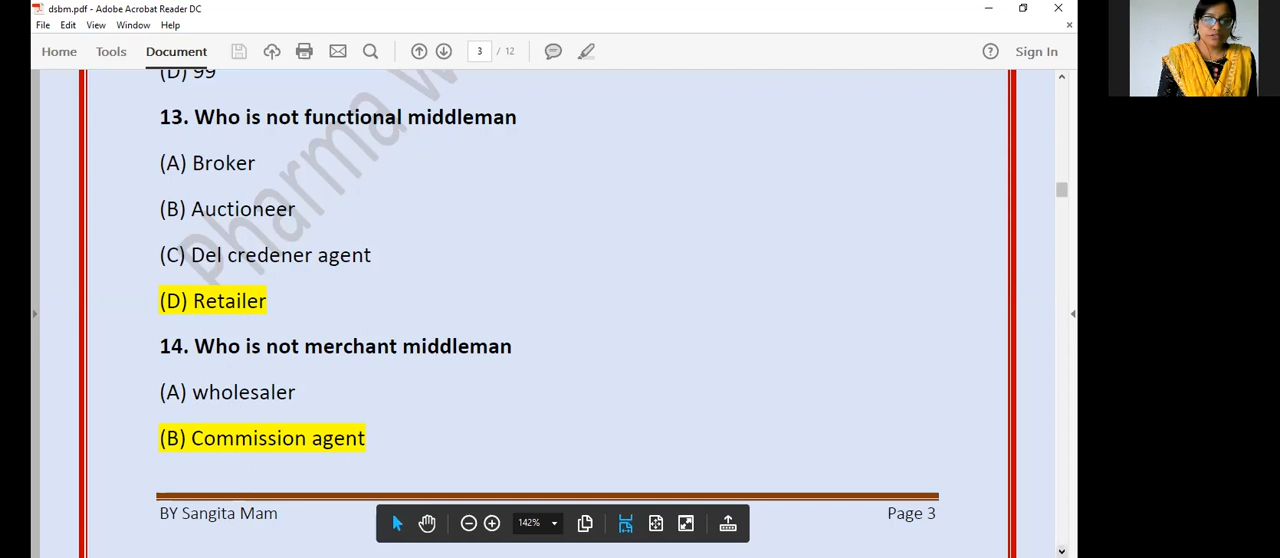 dsbm.pdf - Adobe Acrobat Reader DC
File Edit View Window Help
Home Tools Document 3 / 12 Sign In
(D) 99
13. Who is not functional middleman
(A) Broker
(B) Auctioneer
(C) Del credener agent
(D) Retailer
14. Who is not merchant middleman
(A) wholesaler
(B) Commission agent
BY Sangita Mam Page 3
142%
Pharma